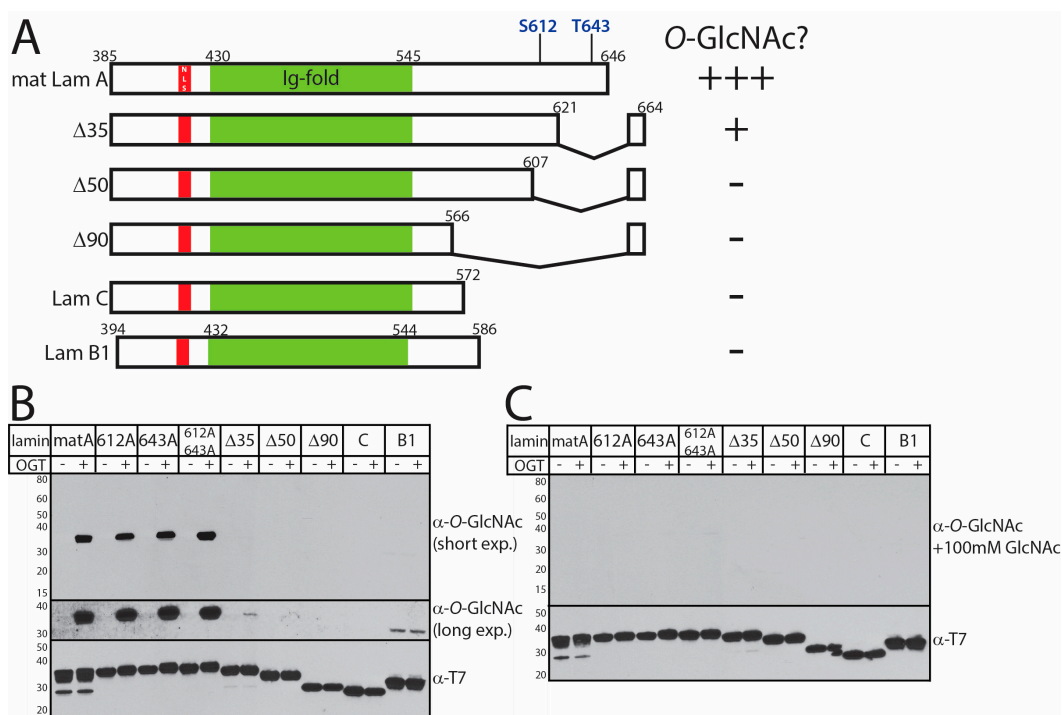 A
S612 T643
O-GlcNAc?
385 430 545 646
mat Lam A NLS Ig-fold +++
621 664
Δ35 +
607
Δ50 -
566
Δ90 -
572
Lam C -
394 432 544 586
Lam B1 -
B
lamin matA 612A 643A 612A 643A Δ35 Δ50 Δ90 C B1
OGT - + - + - + - + - + - + - + - + - +
80
60
50
40
30
20
15
α-O-GlcNAc
(short exp.)
40
30
α-O-GlcNAc
(long exp.)
50
40
30
20
α-T7
C
lamin matA 612A 643A 612A 643A Δ35 Δ50 Δ90 C B1
OGT - + - + - + - + - + - + - + - + - +
80
60
50
40
30
20
15
α-O-GlcNAc
+100mM GlcNAc
50
40
30
20
α-T7